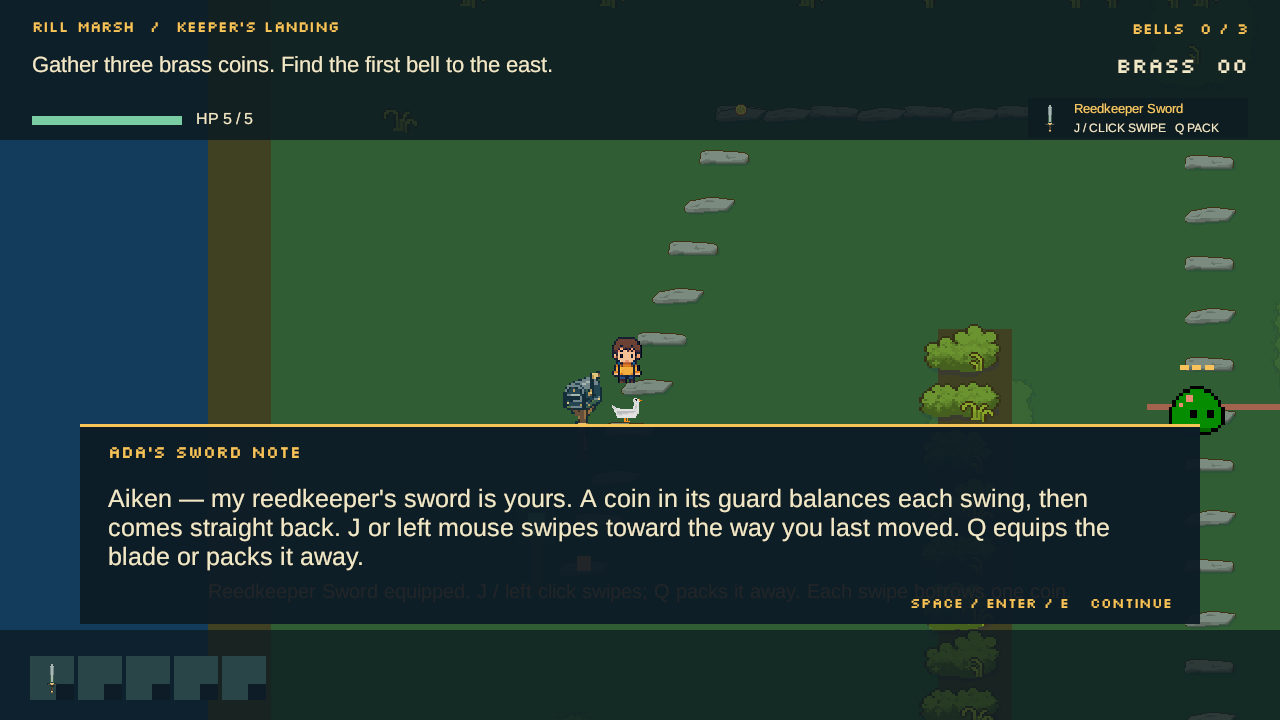 RILL MARSH / KEEPER'S LANDING
BELLS 0 / 3
Gather three brass coins. Find the first bell to the east.
BRASS 00
HP 5 / 5
Reedkeeper Sword
J / CLICK SWIPE Q PACK
ADA'S SWORD NOTE
Aiken — my reedkeeper's sword is yours. A coin in its guard balances each swing, then
comes straight back. J or left mouse swipes toward the way you last moved. Q equips the
blade or packs it away.
Reedkeeper Sword equipped. J / left click swipes; Q packs it away. Each swipe borrows one coin.
SPACE / ENTER / E CONTINUE